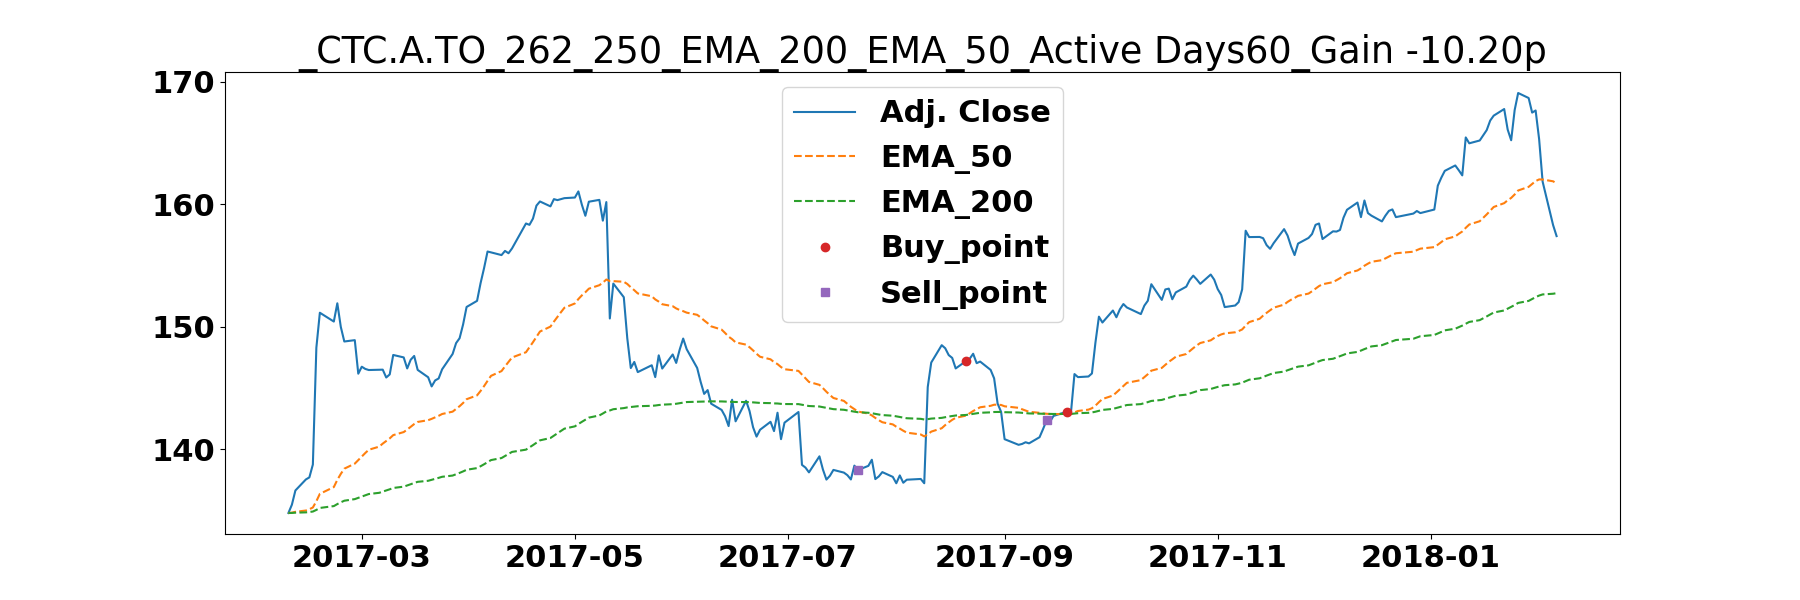 _CTC.A.TO_262_250_EMA_200_EMA_50_Active Days60_Gain -10.20p
170
160
150
140
Adj. Close
EMA_50
EMA_200
Buy_point
Sell_point
2017-03 2017-05 2017-07 2017-09 2017-11 2018-01